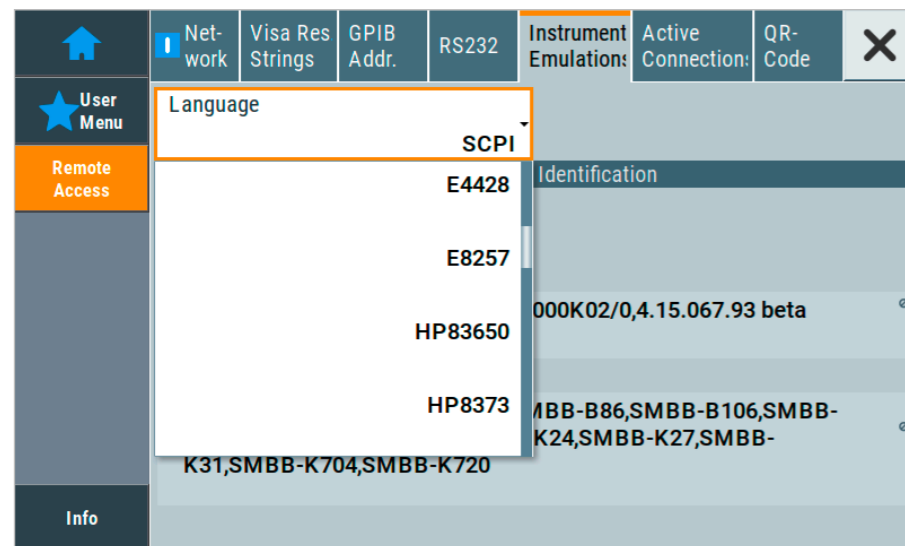 Net-
work
Visa Res
Strings
GPIB
Addr.
RS232
Instrument
Emulations
Active
Connection
QR-
Code
User
Menu
Remote
Access
Info
Language
SCPI
E4428
E8257
HP83650
HP8373
Identification
000K02/0,4.15.067.93 beta
MBB-B86,SMBB-B106,SMBB-
K24,SMBB-K27,SMBB-
K31,SMBB-K704,SMBB-K720